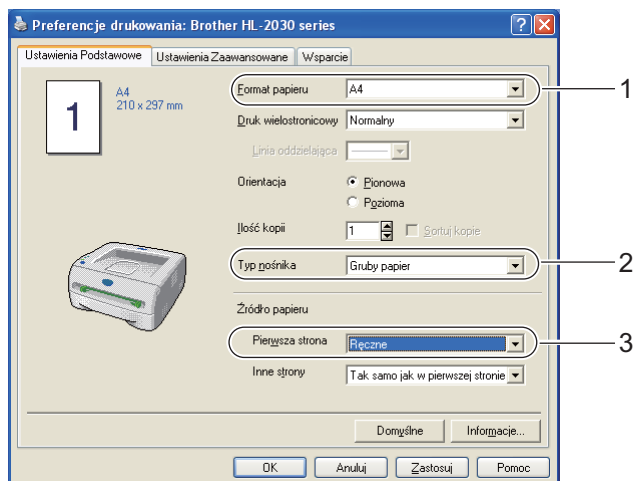 Preferencje drukowania: Brother HL-2030 series
Ustawienia Podstawowe Ustawienia Zaawansowane Wsparcie
1
A4
210 x 297 mm
Format papieru A4 1
Druk wielostronicowy Normalny
Linia oddzielająca
Orientacja Pionowa
Pozioma
Ilość kopii 1 Sortuj kopie
Typ nośnika Gruby papier 2
Źródło papieru
Pierwsza strona Ręczne 3
Inne strony Tak samo jak w pierwszej stronie
Domyślne Informacje...
OK Anuluj Zastosuj Pomoc